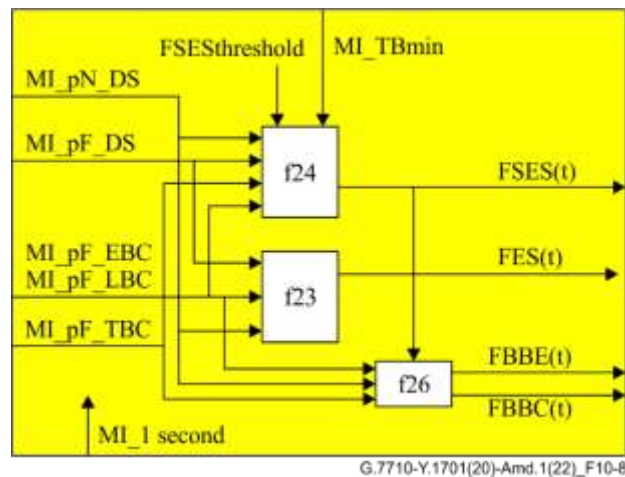 FSESthreshold
MI_TBmin
MI_pN_DS
MI_pF_DS
f24
FSES(t)
MI_pF_EBC
MI_pF_LBC
f23
FES(t)
MI_pF_TBC
f26
FBBE(t)
FBBC(t)
MI_1 second
G.7710-Y.1701(20)-Amd.1(22)_F10-8